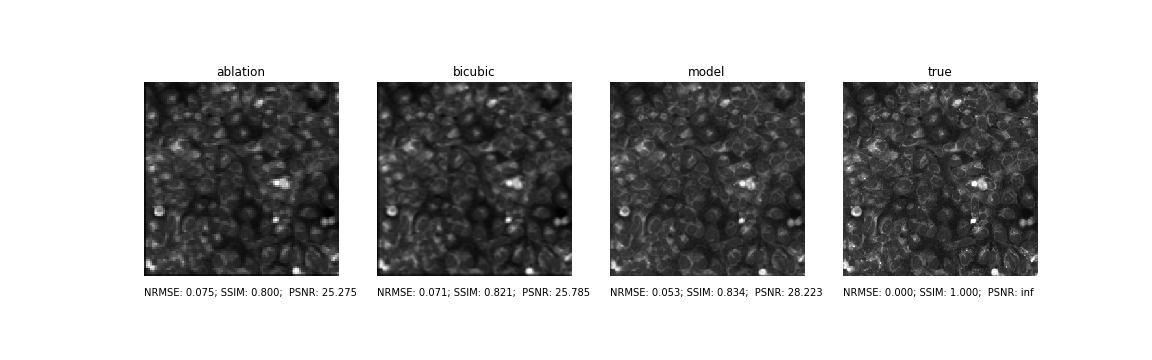 ablation
bicubic
model
true
NRMSE: 0.075; SSIM: 0.800;  PSNR: 25.275
NRMSE: 0.071; SSIM: 0.821;  PSNR: 25.785
NRMSE: 0.053; SSIM: 0.834;  PSNR: 28.223
NRMSE: 0.000; SSIM: 1.000;  PSNR: inf